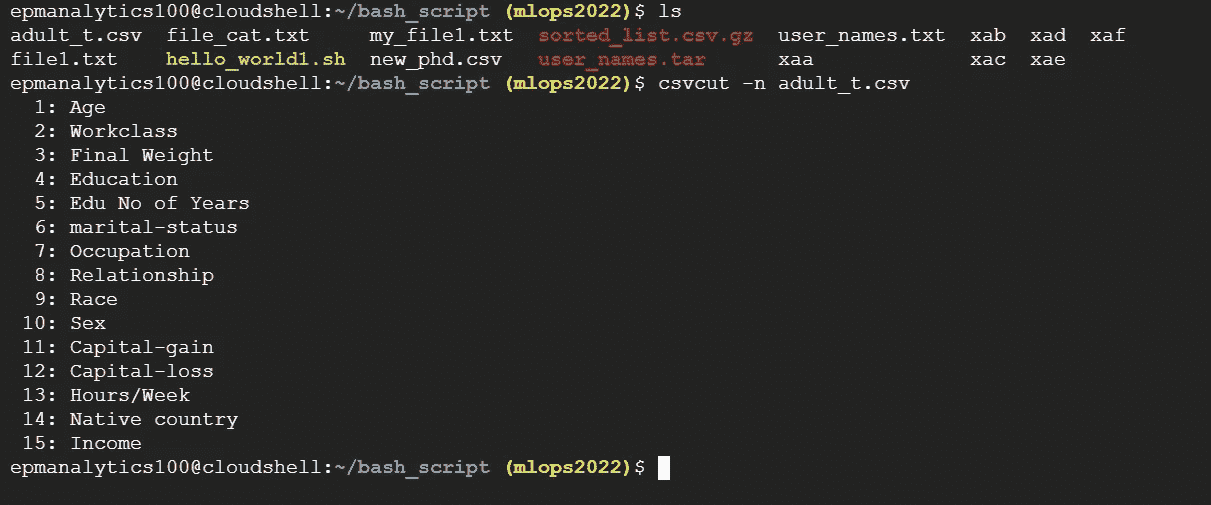 epmanalytics100@cloudshell:~/bash_script (mlops2022)$ ls
adult_t.csv  file_cat.txt     my_file1.txt  sorted_list.csv.gz  user_names.txt  xab  xad  xaf
file1.txt    hello_world1.sh  new_phd.csv   user_names.tar      xaa             xac  xae
epmanalytics100@cloudshell:~/bash_script (mlops2022)$ csvcut -n adult_t.csv
  1: Age
  2: Workclass
  3: Final Weight
  4: Education
  5: Edu No of Years
  6: marital-status
  7: Occupation
  8: Relationship
  9: Race
 10: Sex
 11: Capital-gain
 12: Capital-loss
 13: Hours/Week
 14: Native country
 15: Income
epmanalytics100@cloudshell:~/bash_script (mlops2022)$